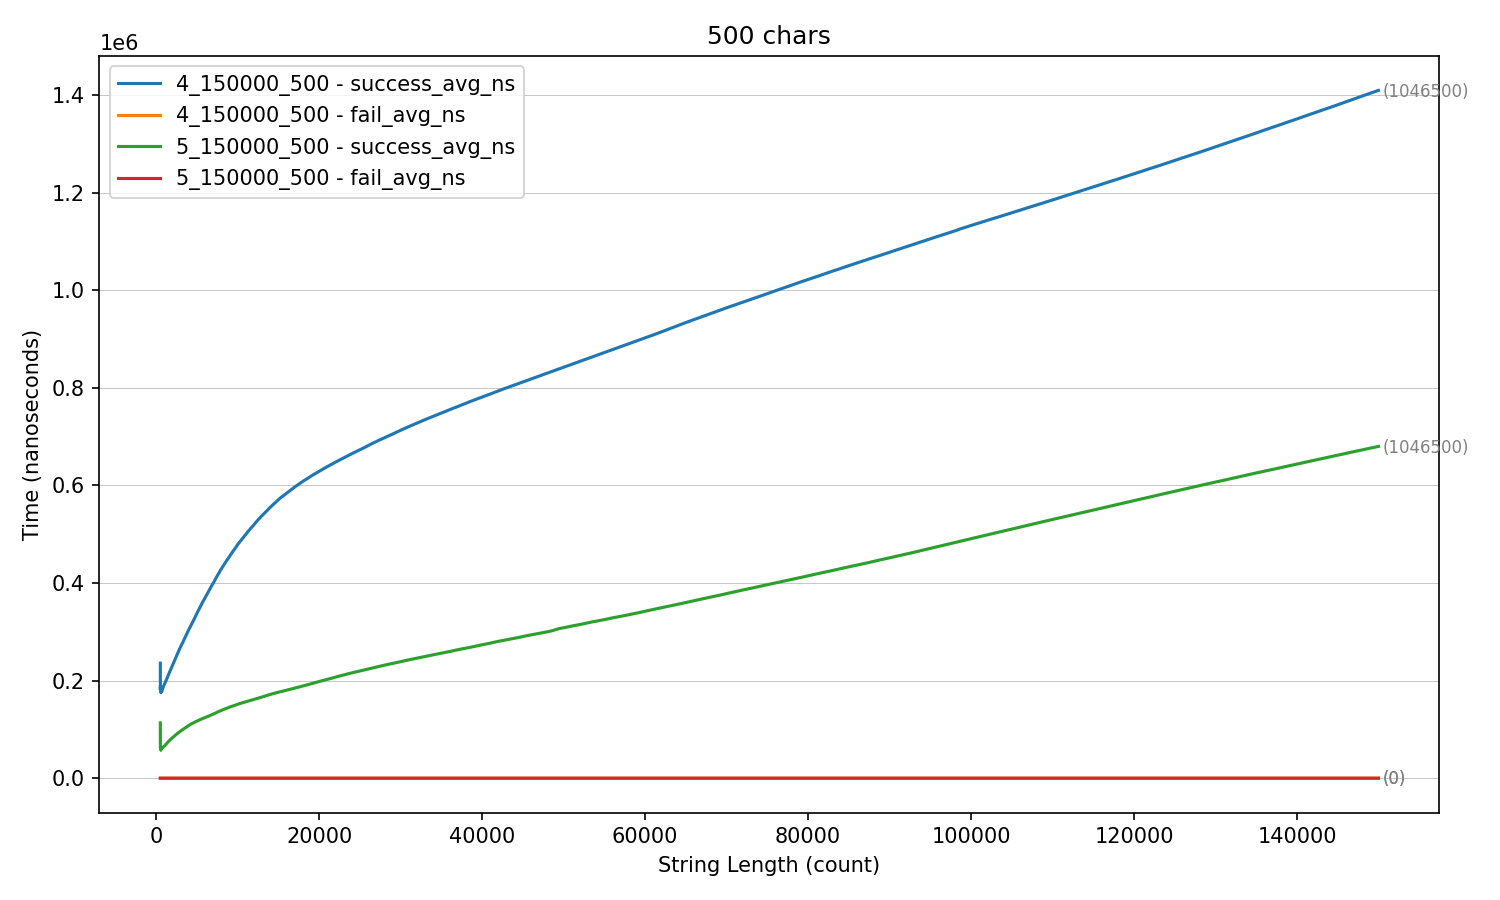 500 chars
1e6
4_150000_500 - success_avg_ns
4_150000_500 - fail_avg_ns
5_150000_500 - success_avg_ns
5_150000_500 - fail_avg_ns
1.4
1.2
1.0
0.8
0.6
0.4
0.2
0.0
Time (nanoseconds)
(1046500)
(1046500)
(0)
0 20000 40000 60000 80000 100000 120000 140000
String Length (count)